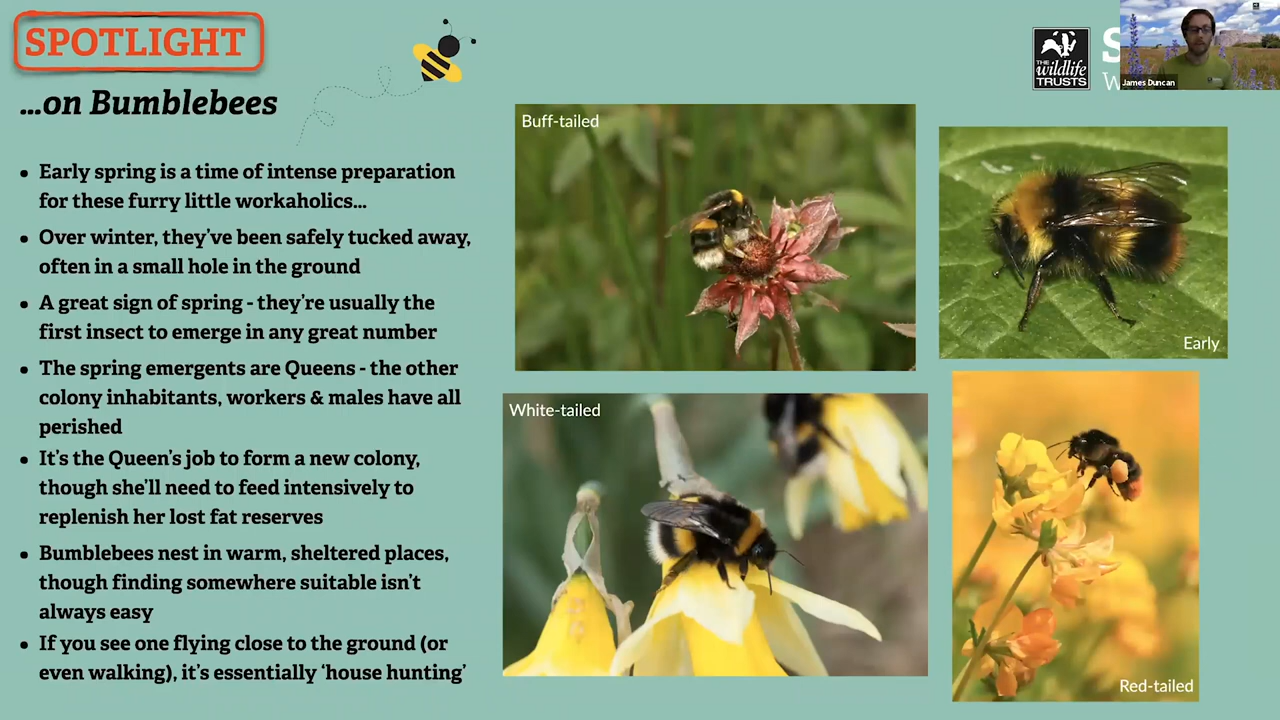 SPOTLIGHT
...on Bumblebees
• Early spring is a time of intense preparation
for these furry little workaholics...
• Over winter, they've been safely tucked away,
often in a small hole in the ground
• A great sign of spring - they're usually the
first insect to emerge in any great number
• The spring emergents are Queens - the other
colony inhabitants, workers & males have all
perished
• It's the Queen's job to form a new colony,
though she'll need to feed intensively to
replenish her lost fat reserves
• Bumblebees nest in warm, sheltered places,
though finding somewhere suitable isn't
always easy
• If you see one flying close to the ground (or
even walking), it's essentially ‘house hunting’
Buff-tailed
Early
White-tailed
Red-tailed
THE
wildlife
TRUSTS
James Duncan